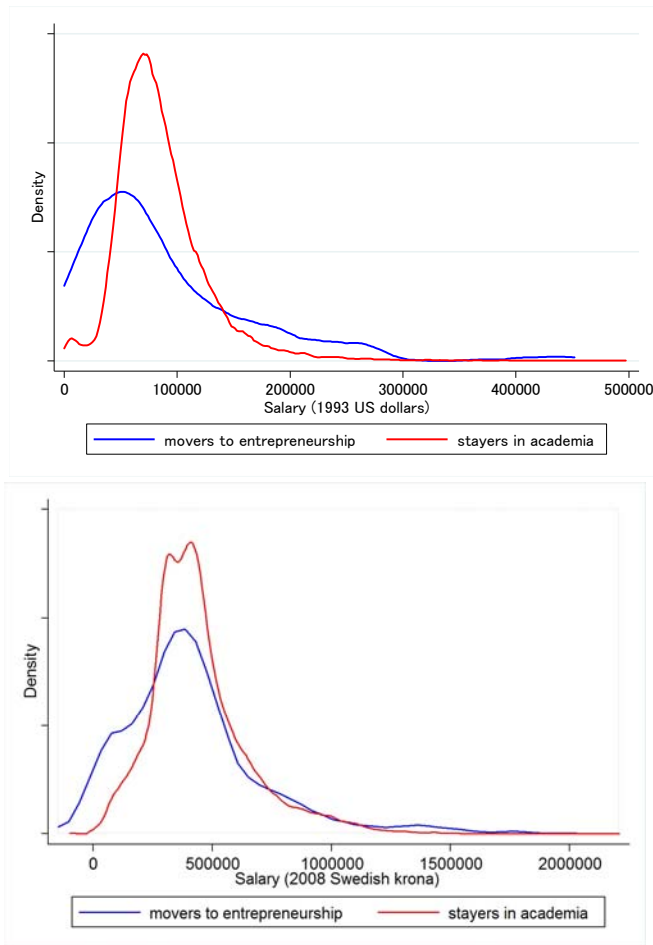 Density
0 100000 200000 300000 400000 500000
Salary (1993 US dollars)
movers to entrepreneurship stayers in academia
Density
0 500000 1000000 1500000 2000000
Salary (2008 Swedish krona)
movers to entrepreneurship stayers in academia